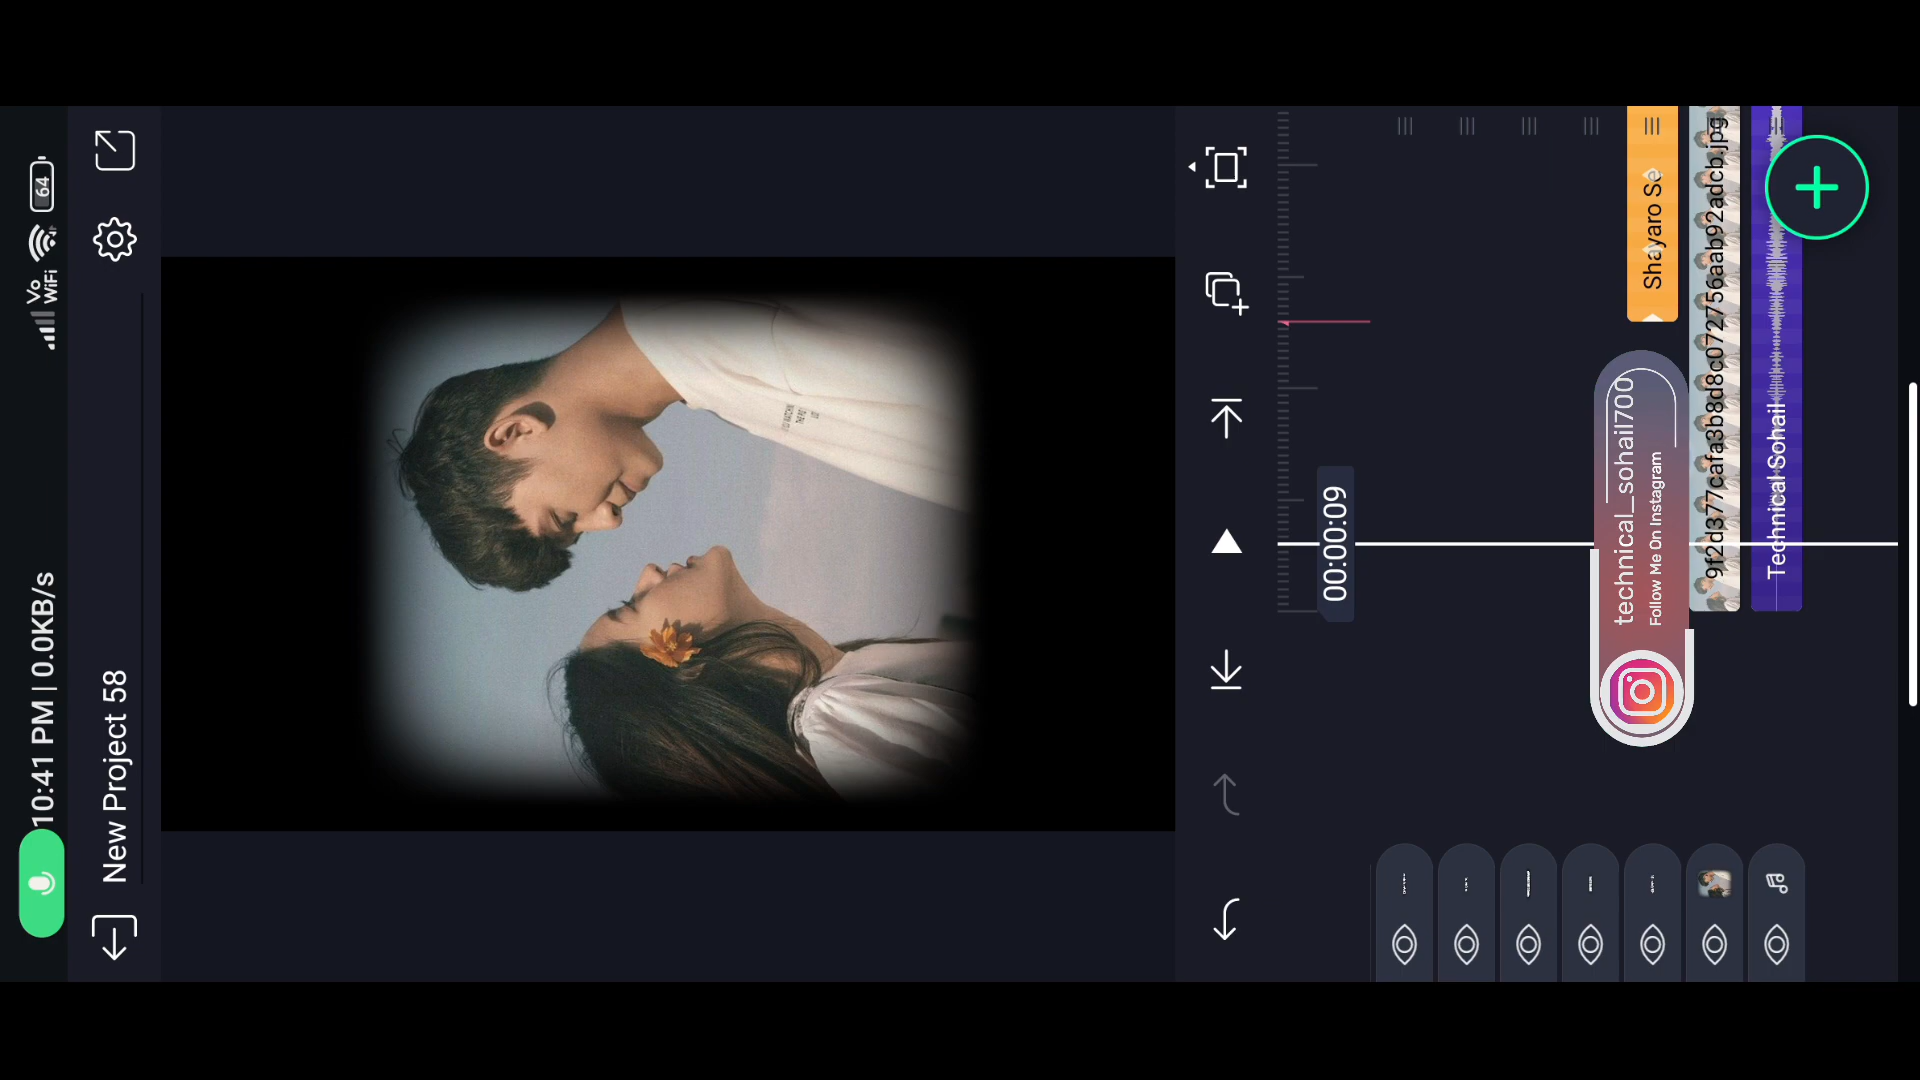 10:41 PM | 0.0KB/s
Vo
WiFi
64
New Project 58
00:00:09
Shayaro Se
technical_sohail700
Follow Me On Instagram
9f2d377cafa3b8d8c072756aab92adcb.jpg
Technical Sohail